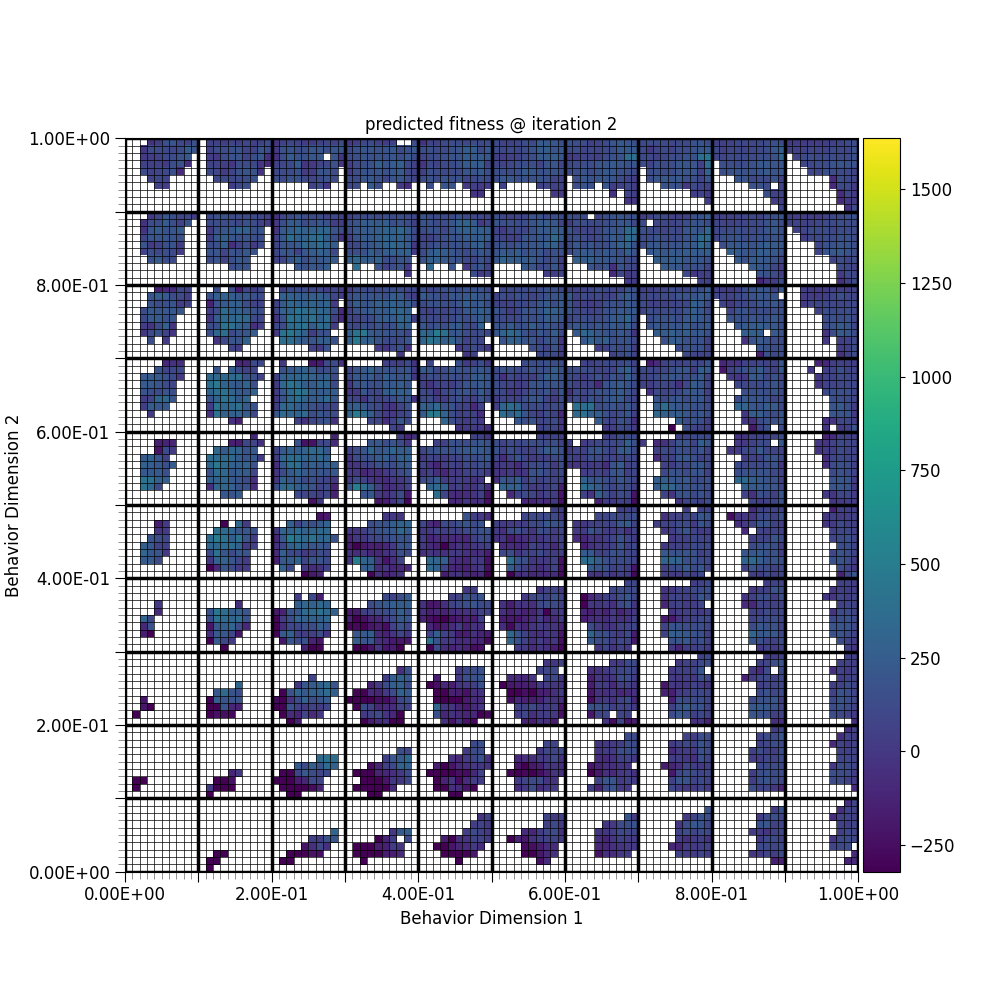 predicted fitness @ iteration 2
1.00E+00
8.00E-01
6.00E-01
4.00E-01
2.00E-01
0.00E+00
Behavior Dimension 2
0.00E+00 2.00E-01 4.00E-01 6.00E-01 8.00E-01 1.00E+00
Behavior Dimension 1
1500
1250
1000
750
500
250
0
−250